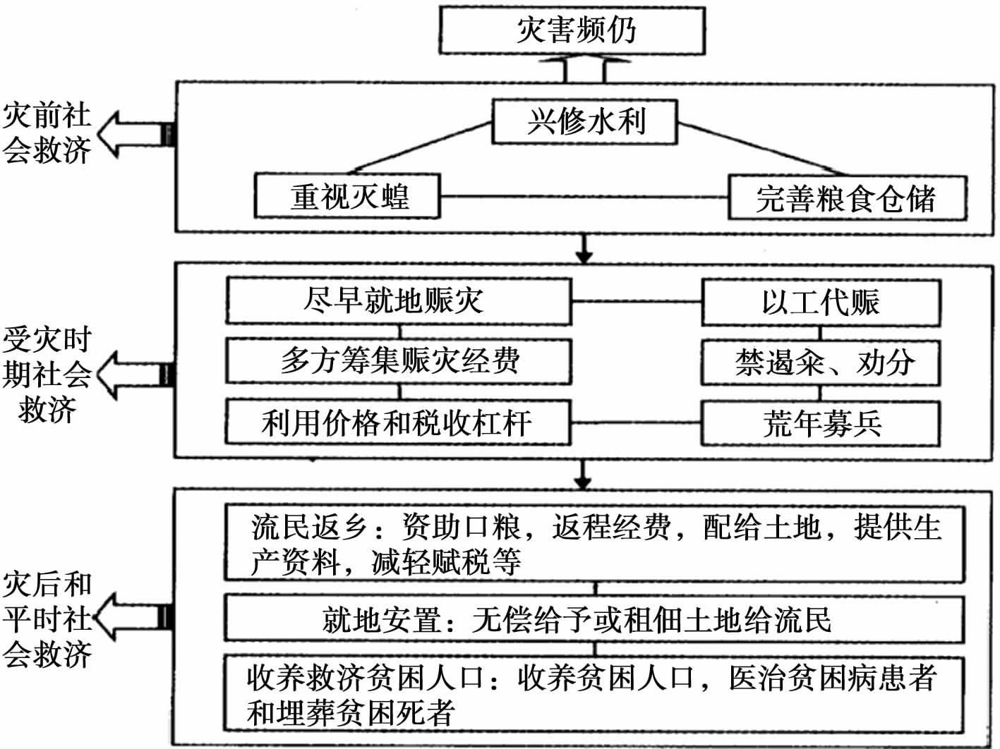 灾害频仍
灾前社
会救济
兴修水利
重视灭蝗
完善粮食仓储
受灾时
期社会
救济
尽早就地赈灾
以工代赈
多方筹集赈灾经费
禁遏籴、劝分
利用价格和税收杠杆
荒年募兵
灾后和
平时社
会救济
流民返乡：资助口粮，返程经费，配给土地，提供生
产资料，减轻赋税等
就地安置：无偿给予或租佃土地给流民
收养救济贫困人口：收养贫困人口，医治贫困病患者
和埋葬贫困死者